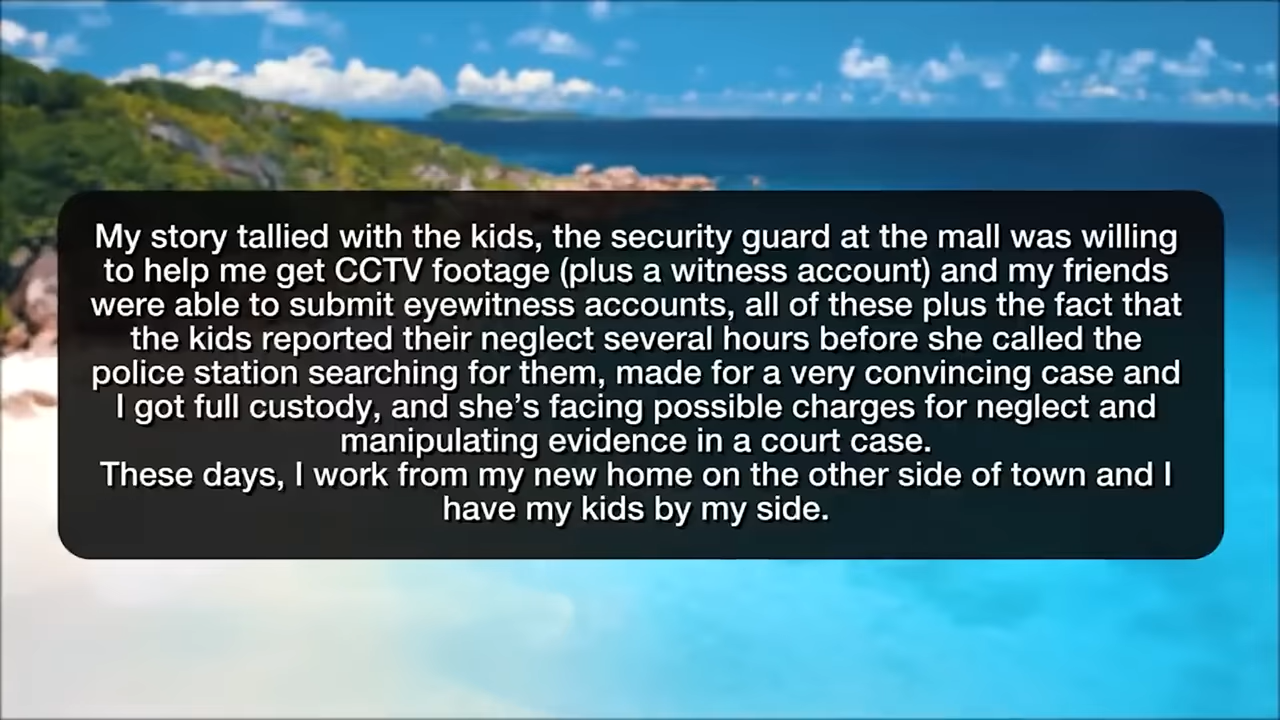 My story tallied with the kids, the security guard at the mall was willing
to help me get CCTV footage (plus a witness account) and my friends
were able to submit eyewitness accounts, all of these plus the fact that
the kids reported their neglect several hours before she called the
police station searching for them, made for a very convincing case and
I got full custody, and she’s facing possible charges for neglect and
manipulating evidence in a court case.
These days, I work from my new home on the other side of town and I
have my kids by my side.